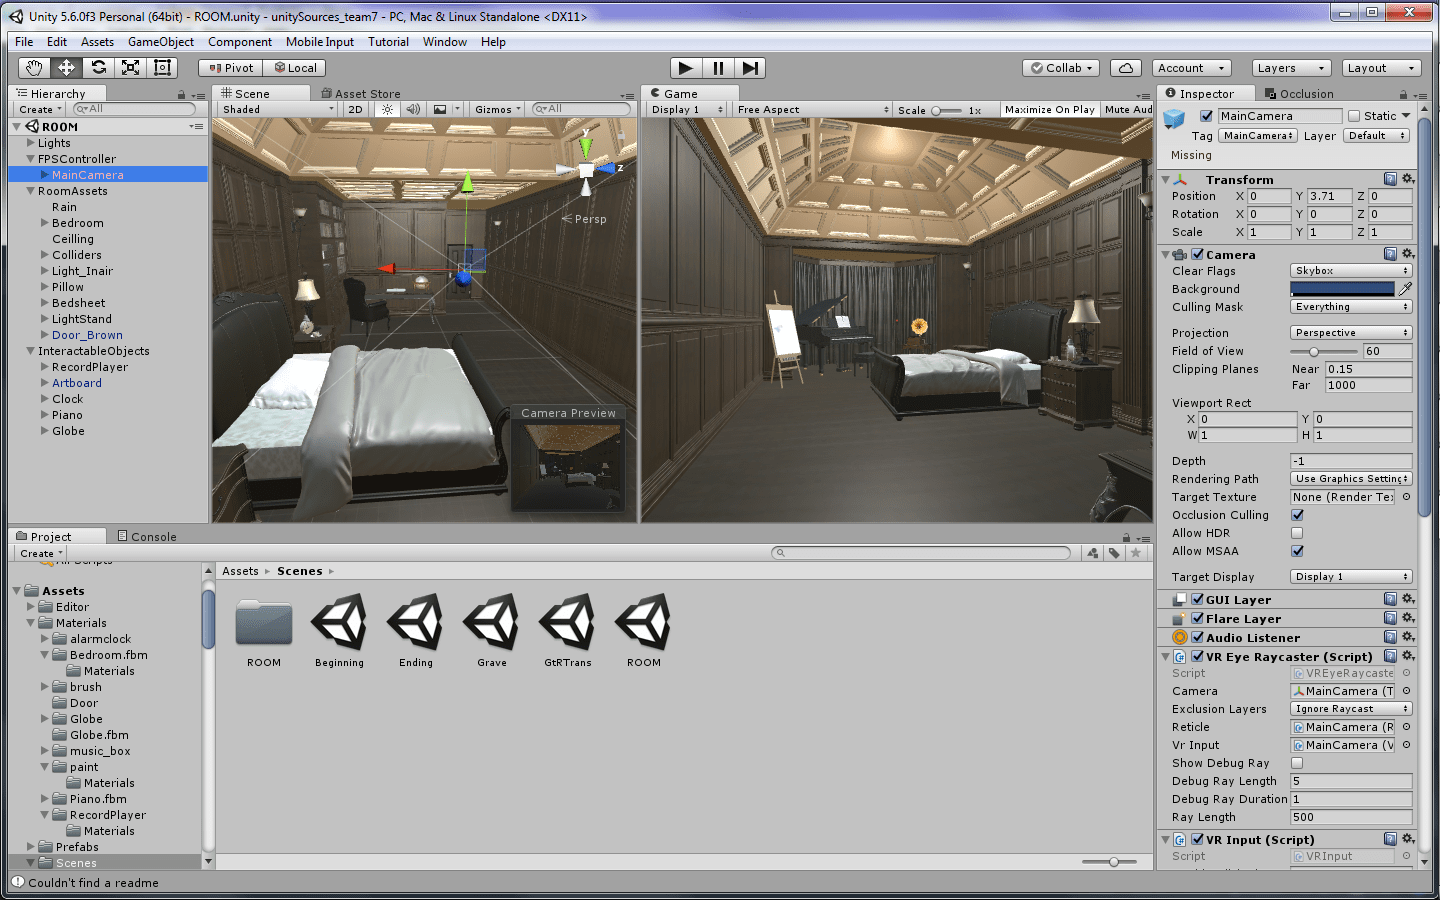 Unity 5.6.0f3 Personal (64bit) - ROOM.unity - unitySources_team7 - PC, Mac & Linux Standalone <DX11>
File Edit Assets GameObject Component Mobile Input Tutorial Window Help
Pivot Local Collab Account Layers Layout
Hierarchy
Create All
ROOM
Lights
FPSController
MainCamera
RoomAssets
Rain
Bedroom
Ceilling
Colliders
Light_Inair
Pillow
Bedsheet
LightStand
Door_Brown
InteractableObjects
RecordPlayer
Artboard
Clock
Piano
Globe
Scene Asset Store
Shaded 2D Gizmos All
y
z
Persp
Camera Preview
Game
Display 1 Free Aspect Scale 1x Maximize On Play Mute Aud
Inspector Occlusion
MainCamera Static
Tag MainCamera Layer Default
Missing
Transform
Position X 0 Y 3.71 Z 0
Rotation X 0 Y 0 Z 0
Scale X 1 Y 1 Z 1
Camera
Clear Flags Skybox
Background
Culling Mask Everything
Projection Perspective
Field of View 60
Clipping Planes Near 0.15
Far 1000
Viewport Rect
X 0 Y 0
W 1 H 1
Depth -1
Rendering Path Use Graphics Setting
Target Texture None (Render Te
Occlusion Culling
Allow HDR
Allow MSAA
Target Display Display 1
GUI Layer
Flare Layer
Audio Listener
VR Eye Raycaster (Script)
Script VREyeRaycaste
Camera MainCamera (T
Exclusion Layers Ignore Raycast
Reticle MainCamera (R
Vr Input MainCamera (V
Show Debug Ray
Debug Ray Length 5
Debug Ray Duration 1
Ray Length 500
VR Input (Script)
Script VRInput
Project Console
Create
All Scripts
Assets
Editor
Materials
alarmclock
Bedroom.fbm
Materials
brush
Door
Globe
Globe.fbm
music_box
paint
Materials
Piano.fbm
RecordPlayer
Materials
Prefabs
Scenes
Assets Scenes
ROOM Beginning Ending Grave GtRTrans ROOM
Couldn't find a readme